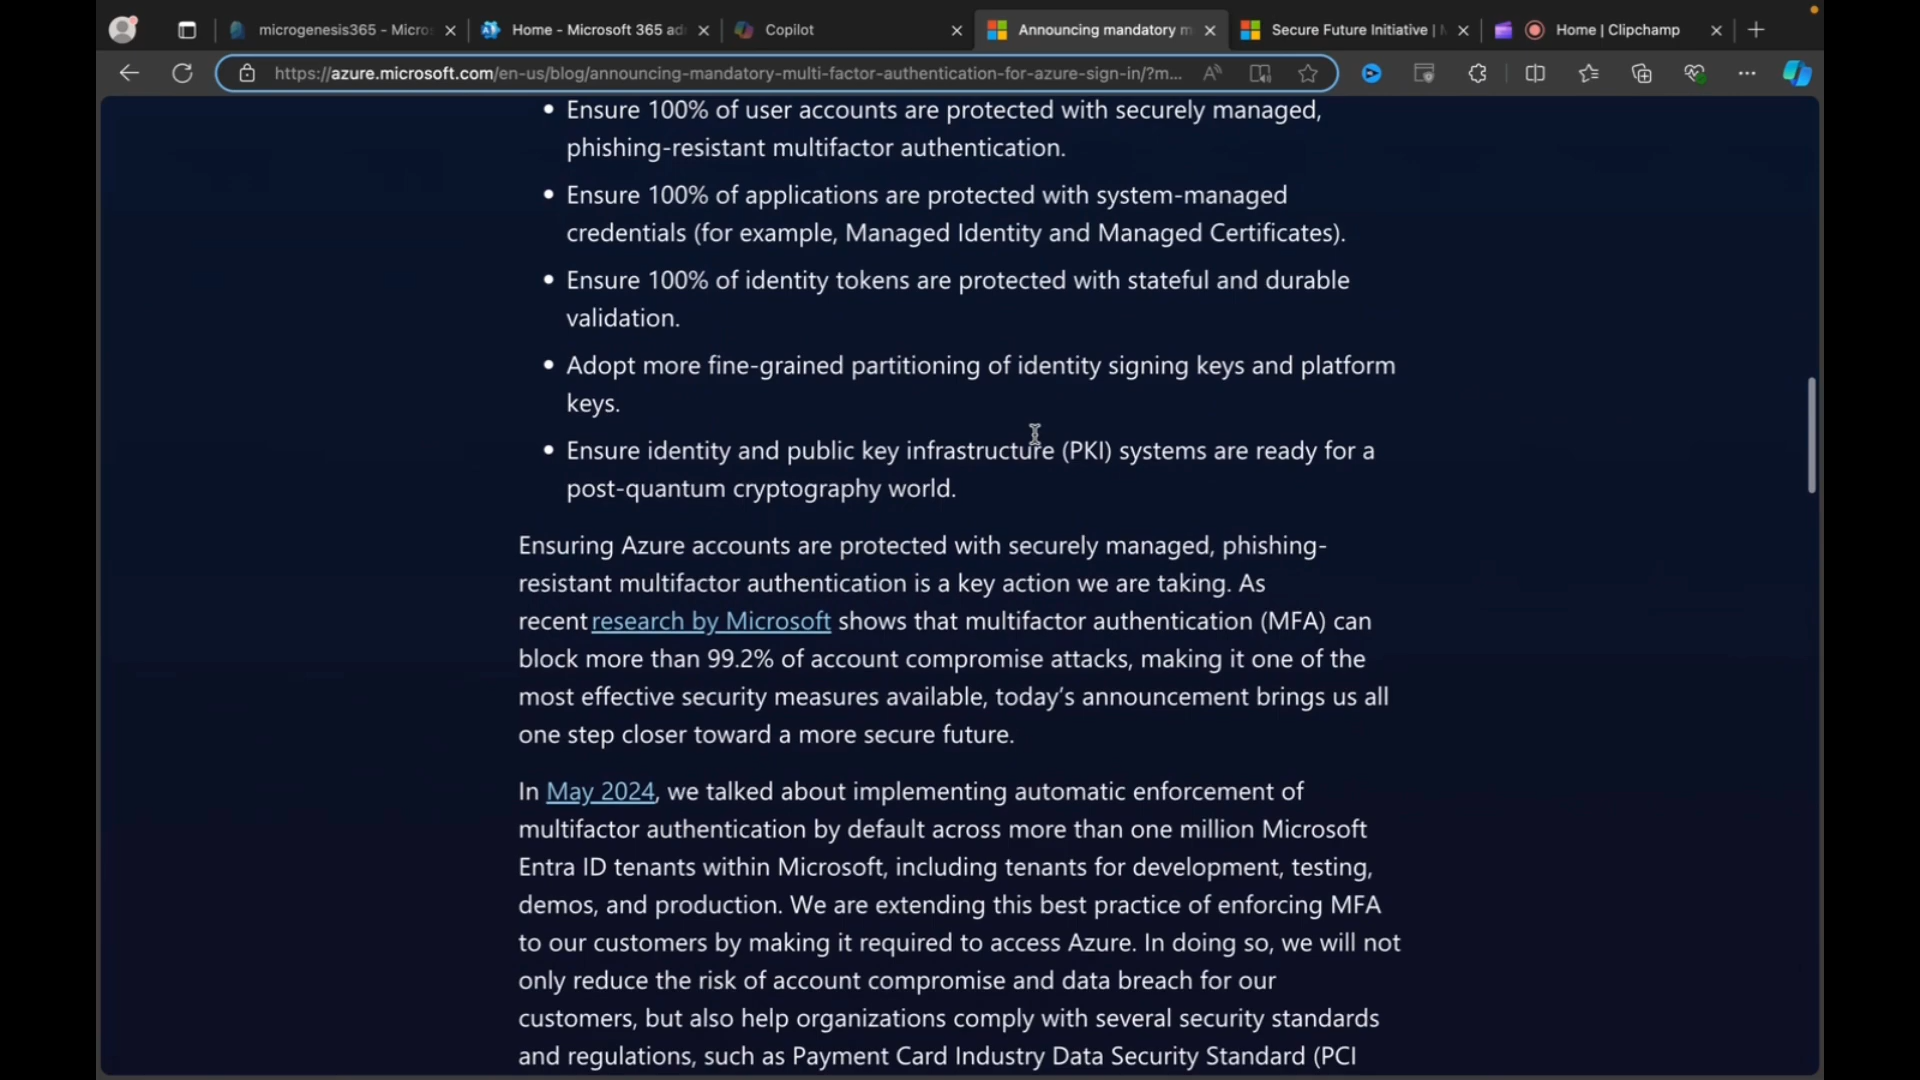 microgenesis365 - Micros
Home - Microsoft 365 ad
Copilot
Announcing mandatory m
Secure Future Initiative |
Home | Clipchamp
https://azure.microsoft.com/en-us/blog/announcing-mandatory-multi-factor-authentication-for-azure-sign-in/?m...
• Ensure 100% of user accounts are protected with securely managed,
phishing-resistant multifactor authentication.
• Ensure 100% of applications are protected with system-managed
credentials (for example, Managed Identity and Managed Certificates).
• Ensure 100% of identity tokens are protected with stateful and durable
validation.
• Adopt more fine-grained partitioning of identity signing keys and platform
keys.
• Ensure identity and public key infrastructure (PKI) systems are ready for a
post-quantum cryptography world.
Ensuring Azure accounts are protected with securely managed, phishing-
resistant multifactor authentication is a key action we are taking. As
recent research by Microsoft shows that multifactor authentication (MFA) can
block more than 99.2% of account compromise attacks, making it one of the
most effective security measures available, today’s announcement brings us all
one step closer toward a more secure future.
In May 2024, we talked about implementing automatic enforcement of
multifactor authentication by default across more than one million Microsoft
Entra ID tenants within Microsoft, including tenants for development, testing,
demos, and production. We are extending this best practice of enforcing MFA
to our customers by making it required to access Azure. In doing so, we will not
only reduce the risk of account compromise and data breach for our
customers, but also help organizations comply with several security standards
and regulations, such as Payment Card Industry Data Security Standard (PCI